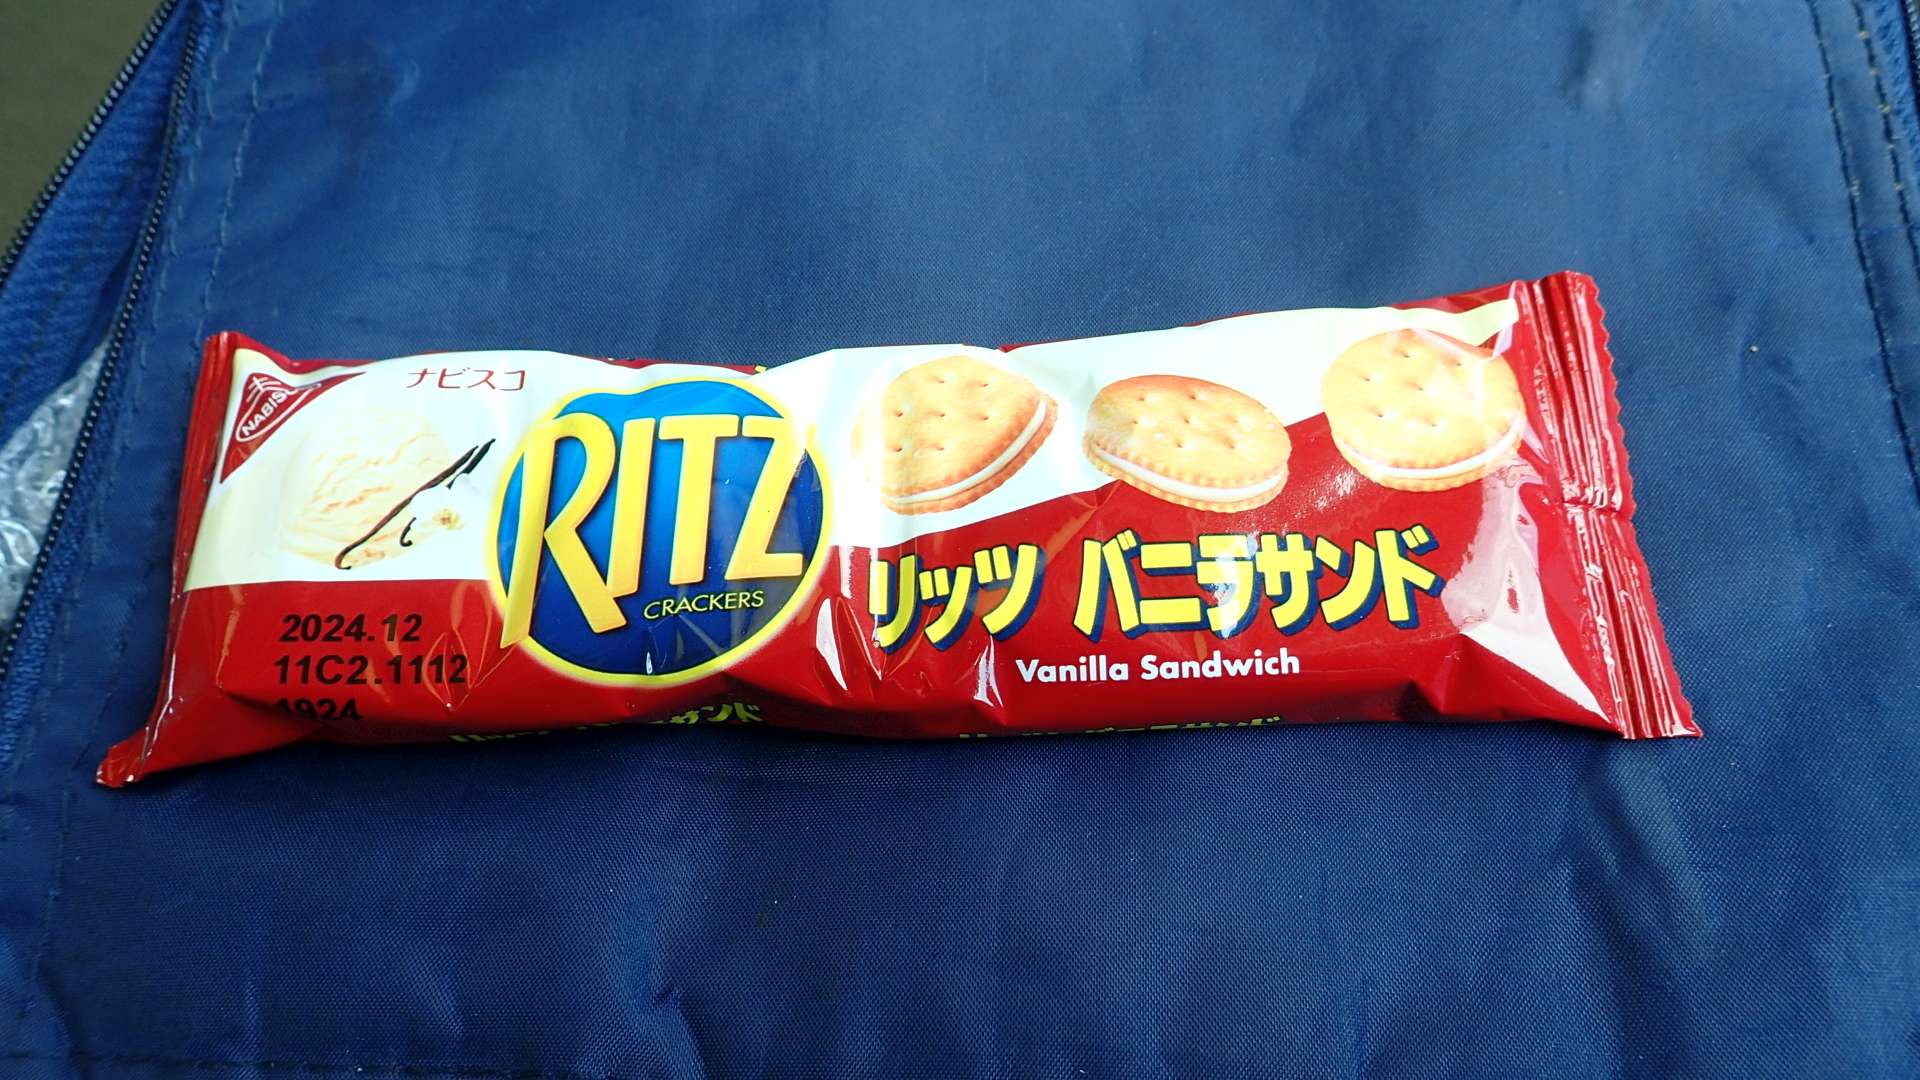 NABISCO
ナビスコ
RITZ
CRACKERS
リッツ バニラサンド
Vanilla Sandwich
2024.12
11C2.1112
1924